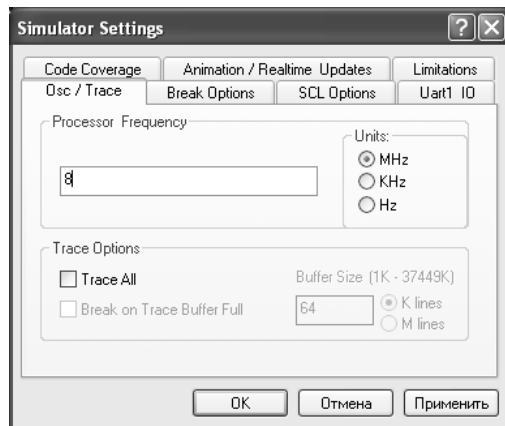 Simulator Settings
Code Coverage Animation / Realtime Updates Limitations
Osc / Trace Break Options SCL Options Uart1 IO
Processor Frequency
Units:
8
MHz
KHz
Hz
Trace Options
Trace All
Buffer Size (1K - 37449K)
Break on Trace Buffer Full
64
K lines
M lines
OK Отмена Применить